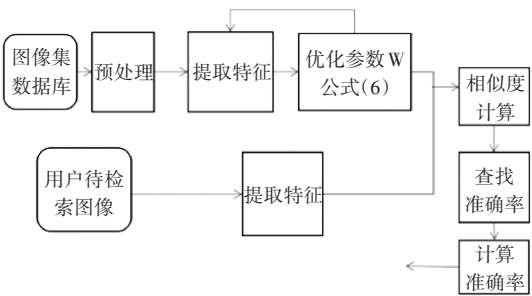 图像集
数据库
预处理
提取特征
优化参数 W
公式(6)
相似度
计算
用户待检
索图像
提取特征
查找
准确率
计算
准确率